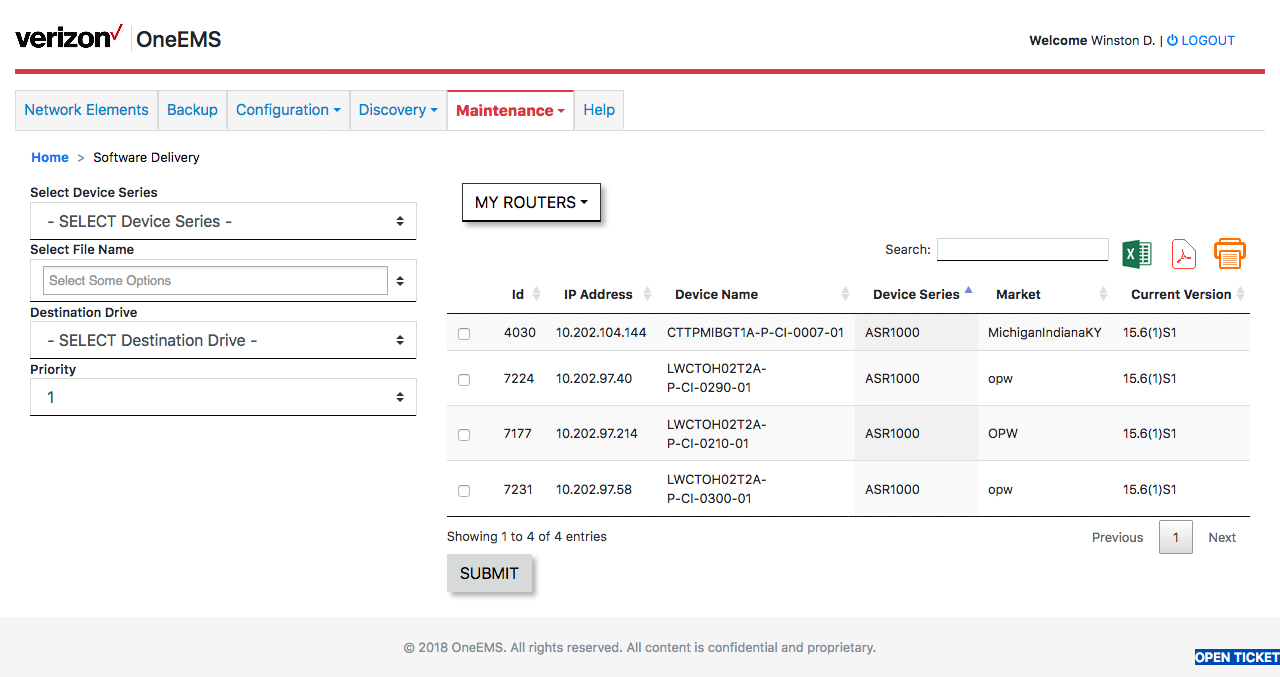 verizon✓ OneEMS
Welcome Winston D. | LOGOUT
Network Elements Backup Configuration Discovery Maintenance Help
Home > Software Delivery
Select Device Series
- SELECT Device Series -
Select File Name
Select Some Options
Destination Drive
- SELECT Destination Drive -
Priority
1
MY ROUTERS
Search:
Id IP Address Device Name Device Series Market Current Version
4030 10.202.104.144 CTTPMIBGT1A-P-CI-0007-01 ASR1000 MichiganIndianaKY 15.6(1)S1
7224 10.202.97.40 LWCTOH02T2A-
P-CI-0290-01 ASR1000 opw 15.6(1)S1
7177 10.202.97.214 LWCTOH02T2A-
P-CI-0210-01 ASR1000 OPW 15.6(1)S1
7231 10.202.97.58 LWCTOH02T2A-
P-CI-0300-01 ASR1000 opw 15.6(1)S1
Showing 1 to 4 of 4 entries
Previous 1 Next
SUBMIT
© 2018 OneEMS. All rights reserved. All content is confidential and proprietary.
OPEN TICKET